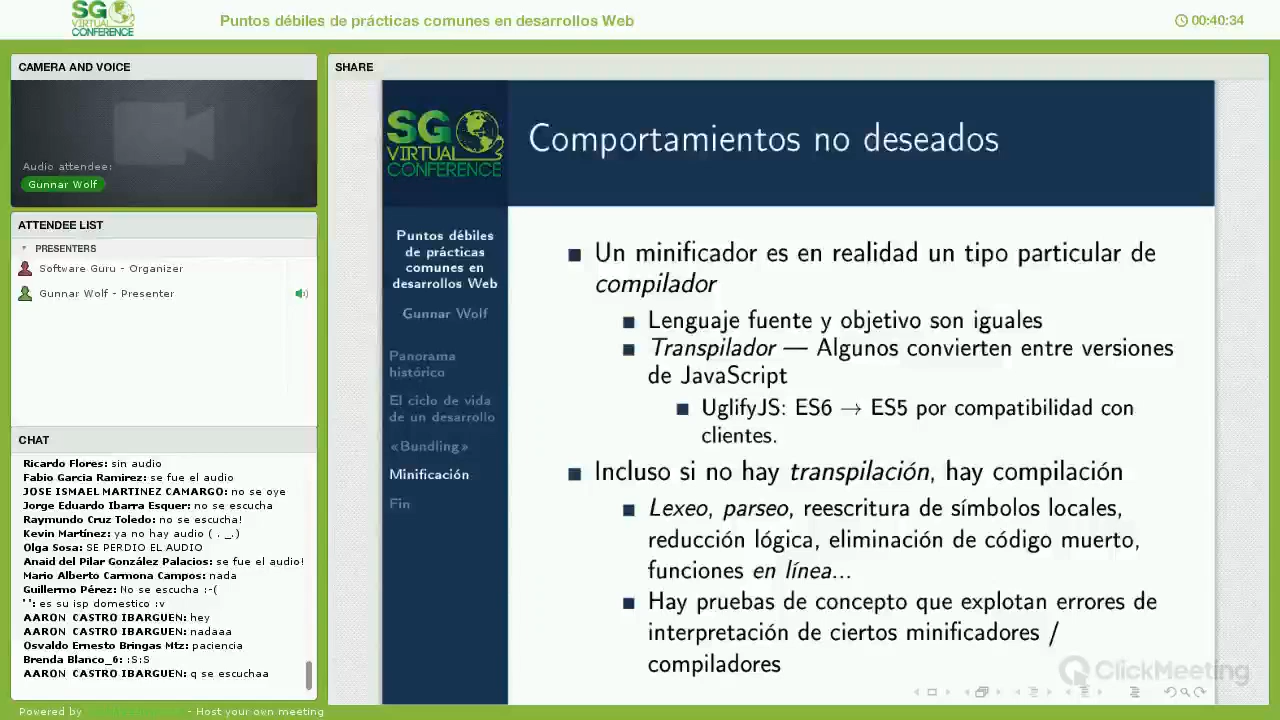 SG
VIRTUAL
CONFERENCE
Puntos débiles de prácticas comunes en desarrollos Web
00:40:34
CAMERA AND VOICE
Audio attendee:
Gunnar Wolf
ATTENDEE LIST
PRESENTERS
Software Guru - Organizer
Gunnar Wolf - Presenter
CHAT
Ricardo Flores: sin audio
Fabio Garcia Ramirez: se fue el audio
JOSE ISMAEL MARTINEZ CAMARGO: no se oye
Jorge Eduardo Ibarra Esquer: no se escucha
Raymundo Cruz Toledo: no se escucha!
Kevin Martínez: ya no hay audio ( . _.)
Olga Sosa: SE PERDIO EL AUDIO
Anaid del Pilar González Palacios: se fue el audio!
Mario Alberto Carmona Campos: nada
Guillermo Pérez: No se escucha :-(
' ': es su isp domestico :v
AARON CASTRO IBARGUEN: hey
AARON CASTRO IBARGUEN: nadaaa
Osvaldo Ernesto Bringas Mtz: paciencia
Brenda Blanco_6: :S:S
AARON CASTRO IBARGUEN: q se escuchaa
SHARE
SG
VIRTUAL
CONFERENCE
Puntos débiles
de prácticas
comunes en
desarrollos Web
Gunnar Wolf
Panorama
histórico
El ciclo de vida
de un desarrollo
«Bundling»
Minificación
Fin
Comportamientos no deseados
Un minificador es en realidad un tipo particular de
compilador
Lenguaje fuente y objetivo son iguales
Transpilador — Algunos convierten entre versiones
de JavaScript
UglifyJS: ES6 → ES5 por compatibilidad con
clientes.
Incluso si no hay transpilación, hay compilación
Lexeo, parseo, reescritura de símbolos locales,
reducción lógica, eliminación de código muerto,
funciones en línea...
Hay pruebas de concepto que explotan errores de
interpretación de ciertos minificadores /
compiladores
ClickMeeting
Powered by
- Host your own meeting